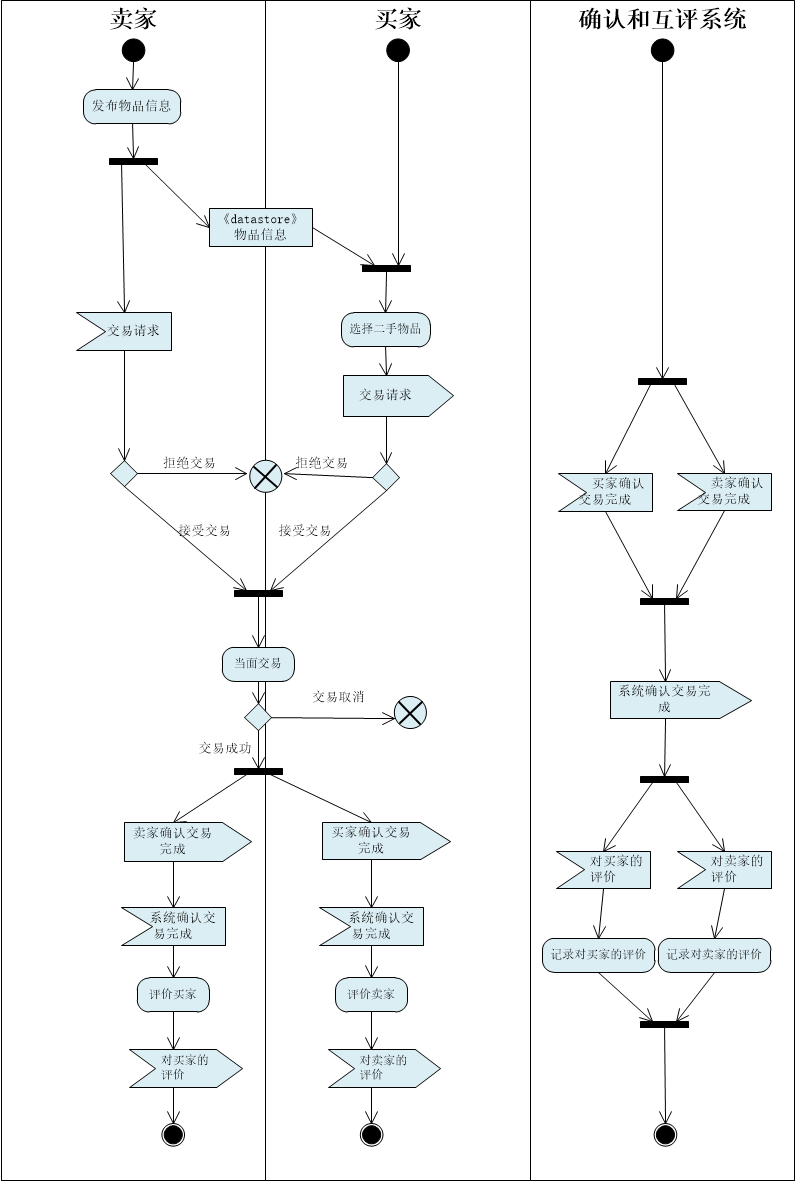 卖家
买家
确认和互评系统
发布物品信息
《datastore》
物品信息
交易请求
选择二手物品
交易请求
拒绝交易
拒绝交易
接受交易
接受交易
买家确认
交易完成
卖家确认
交易完成
当面交易
交易取消
交易成功
系统确认交易完
成
卖家确认交易
完成
买家确认交易
完成
对买家的
评价
对卖家的
评价
系统确认交
易完成
系统确认交
易完成
记录对买家的评价
记录对卖家的评价
评价买家
评价卖家
对买家的
评价
对卖家的
评价